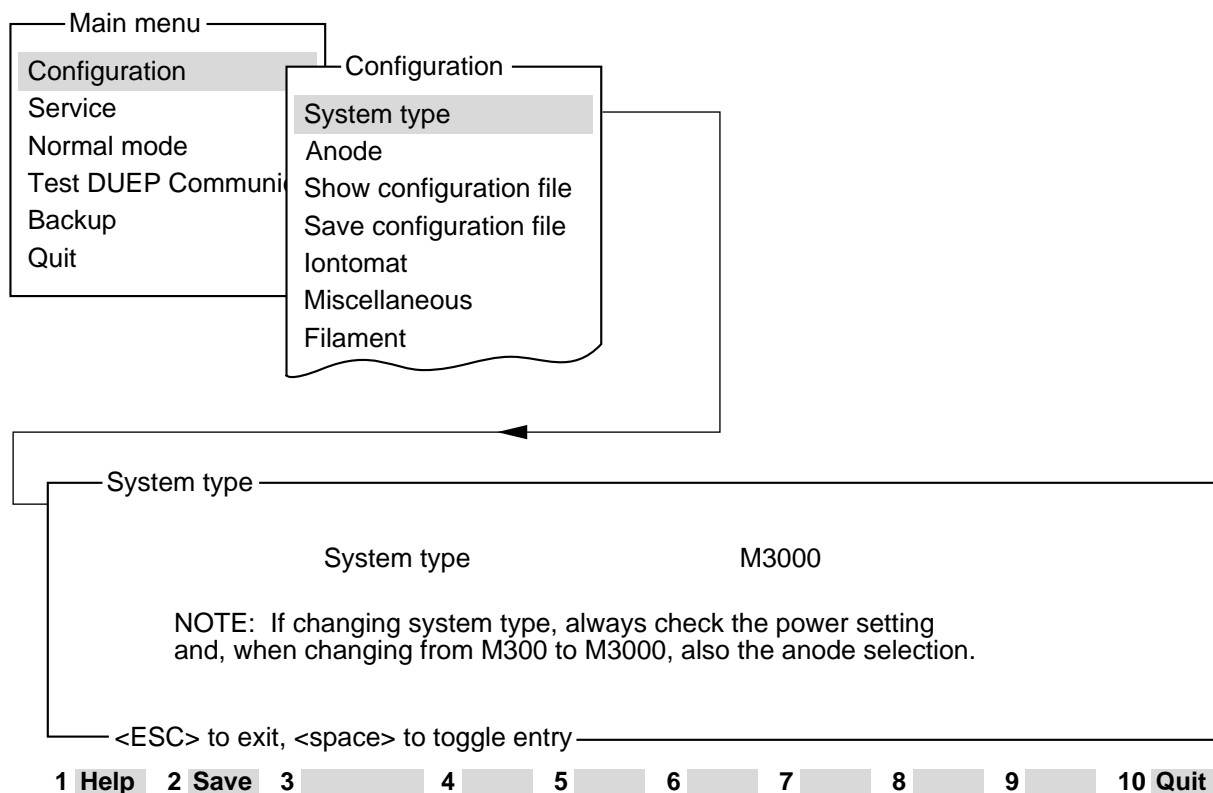 Main menu
Configuration
Service
Normal mode
Test DUEP Communi
Backup
Quit
Configuration
System type
Anode
Show configuration file
Save configuration file
Iontomat
Miscellaneous
Filament
System type
System type M3000
NOTE: If changing system type, always check the power setting
and, when changing from M300 to M3000, also the anode selection.
<ESC> to exit, <space> to toggle entry
1 Help 2 Save 3 4 5 6 7 8 9 10 Quit